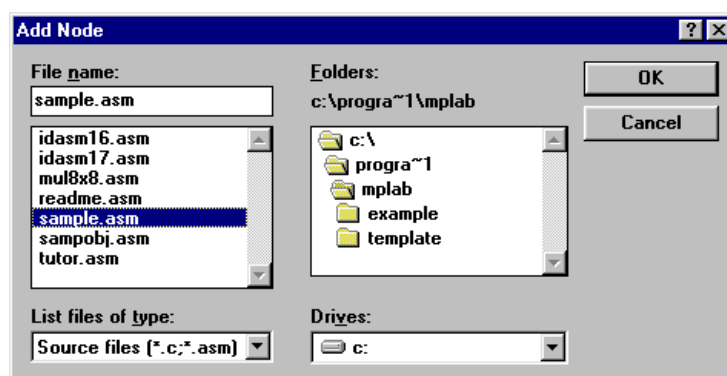 Add Node
File name:
sample.asm
idasm16.asm
idasm17.asm
mul8x8.asm
readme.asm
sample.asm
sampobj.asm
tutor.asm
List files of type:
Source files (*.c;*.asm)
Folders:
c:\progra~1\mplab
c:\
progra~1
mplab
example
template
Drives:
c:
OK
Cancel